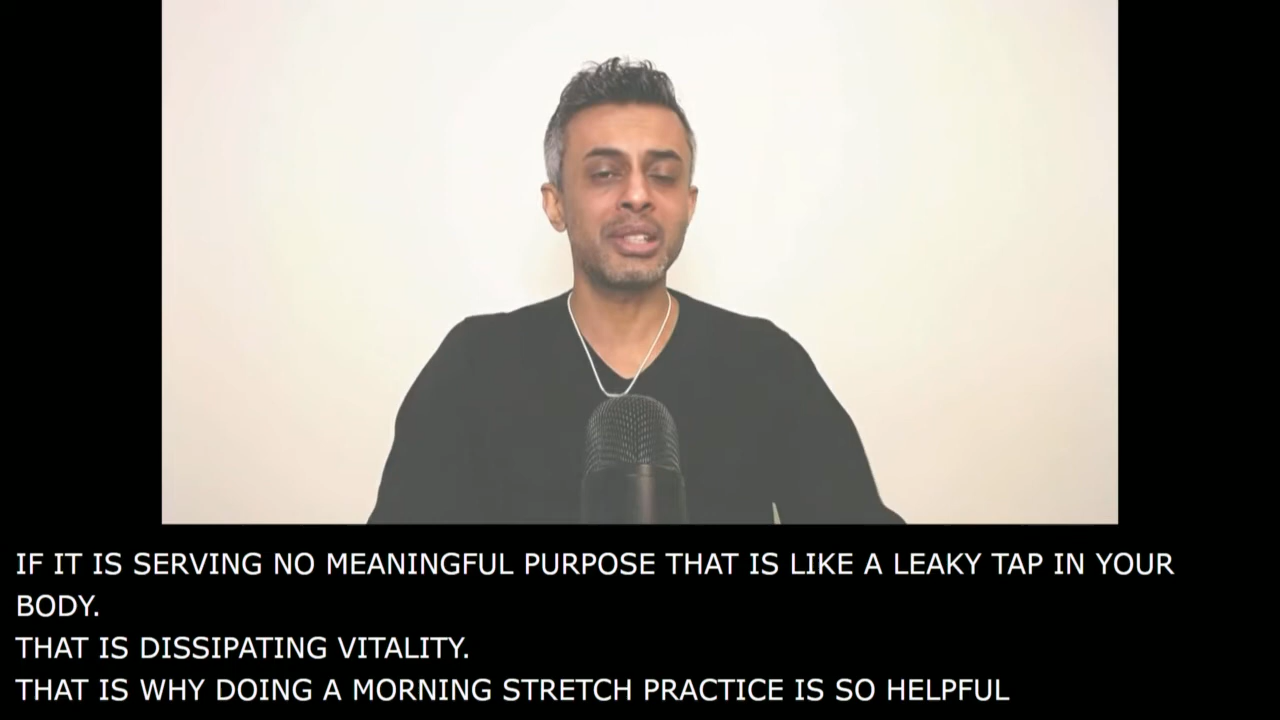 IF IT IS SERVING NO MEANINGFUL PURPOSE THAT IS LIKE A LEAKY TAP IN YOUR
BODY.
THAT IS DISSIPATING VITALITY.
THAT IS WHY DOING A MORNING STRETCH PRACTICE IS SO HELPFUL